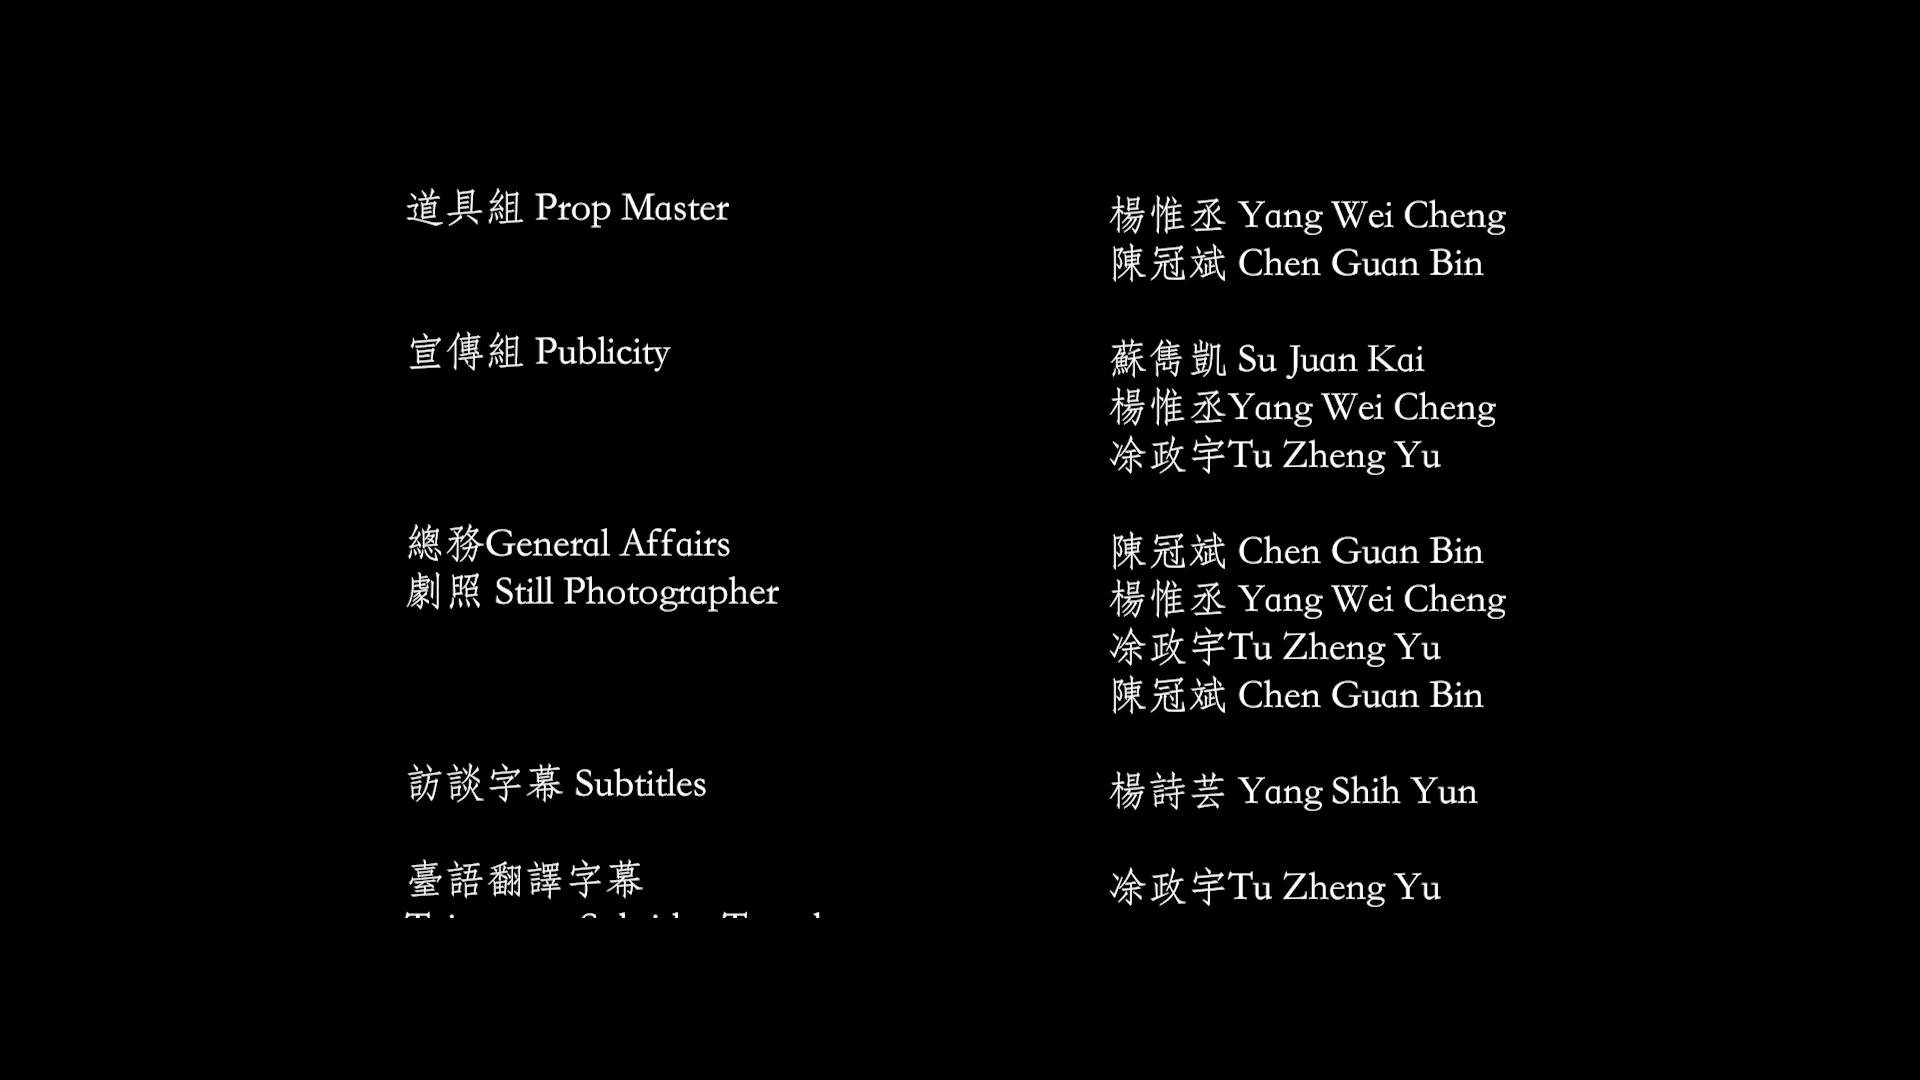 道具組 Prop Master
楊惟丞 Yang Wei Cheng
陳冠斌 Chen Guan Bin
宣傳組 Publicity
蘇雋凱 Su Juan Kai
楊惟丞Yang Wei Cheng
凃政宇Tu Zheng Yu
總務General Affairs
陳冠斌 Chen Guan Bin
劇照 Still Photographer
楊惟丞 Yang Wei Cheng
凃政宇Tu Zheng Yu
陳冠斌 Chen Guan Bin
訪談字幕 Subtitles
楊詩芸 Yang Shih Yun
臺語翻譯字幕
凃政宇Tu Zheng Yu